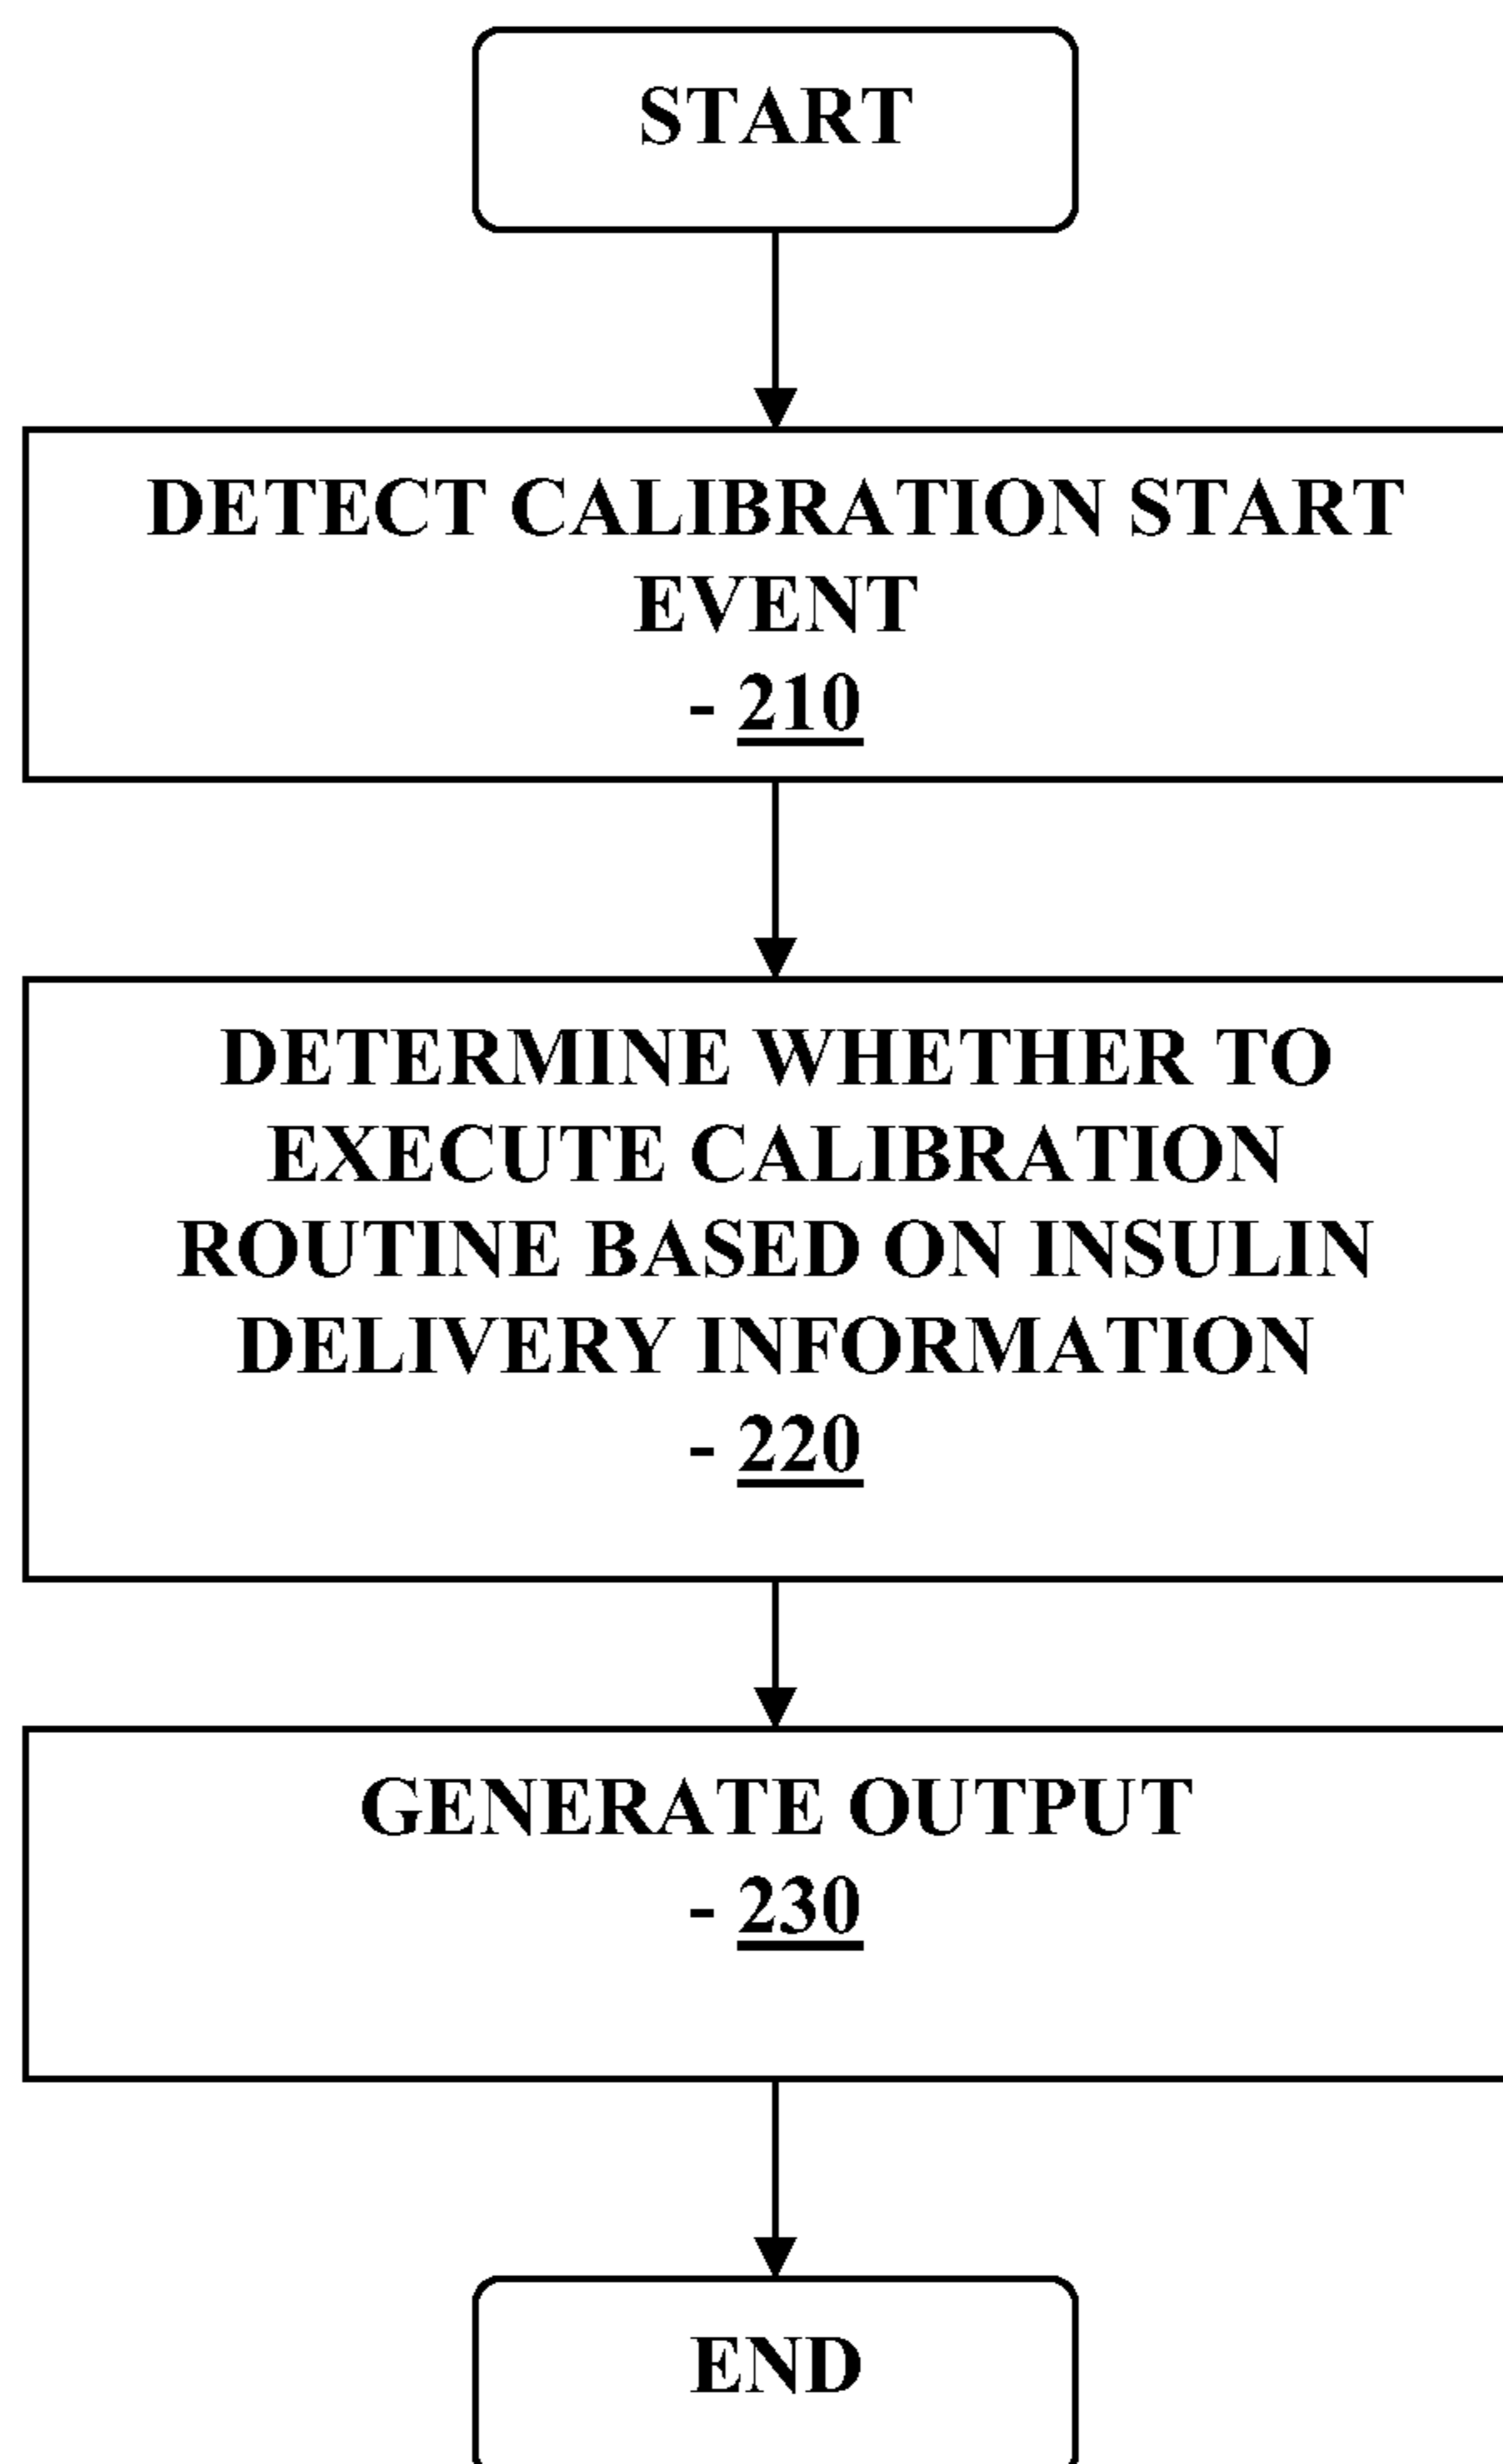 START
DETECT CALIBRATION START
EVENT
- 210
DETERMINE WHETHER TO
EXECUTE CALIBRATION
ROUTINE BASED ON INSULIN
DELIVERY INFORMATION
- 220
GENERATE OUTPUT
- 230
END